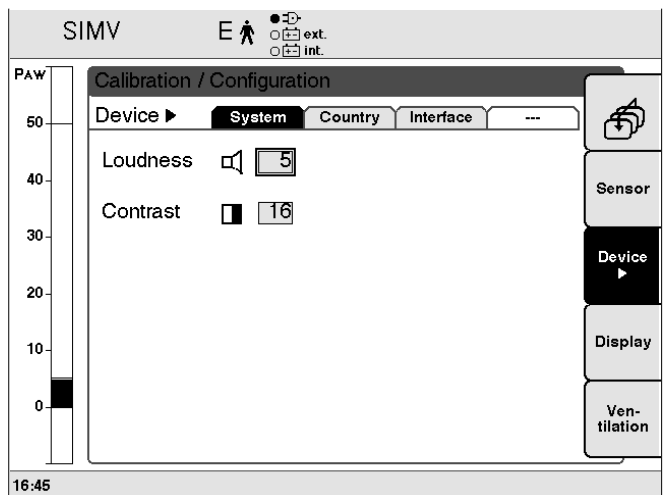 SIMV E ext.
int.
PAW
Calibration / Configuration
Device System Country Interface ---
Loudness 5
Contrast 16
50
40
30
20
10
0
Sensor
Device
Display
Ven-
tilation
16:45